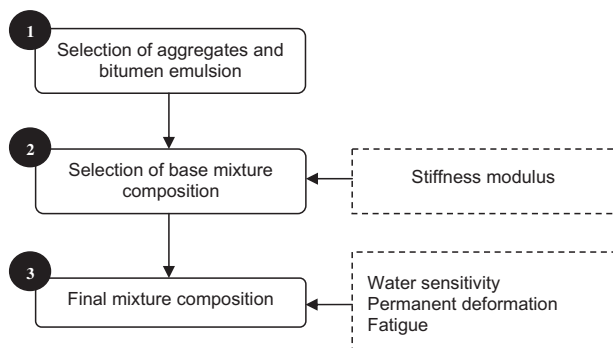 1
Selection of aggregates and
bitumen emulsion
2
Selection of base mixture
composition
Stiffness modulus
3
Final mixture composition
Water sensitivity
Permanent deformation
Fatigue